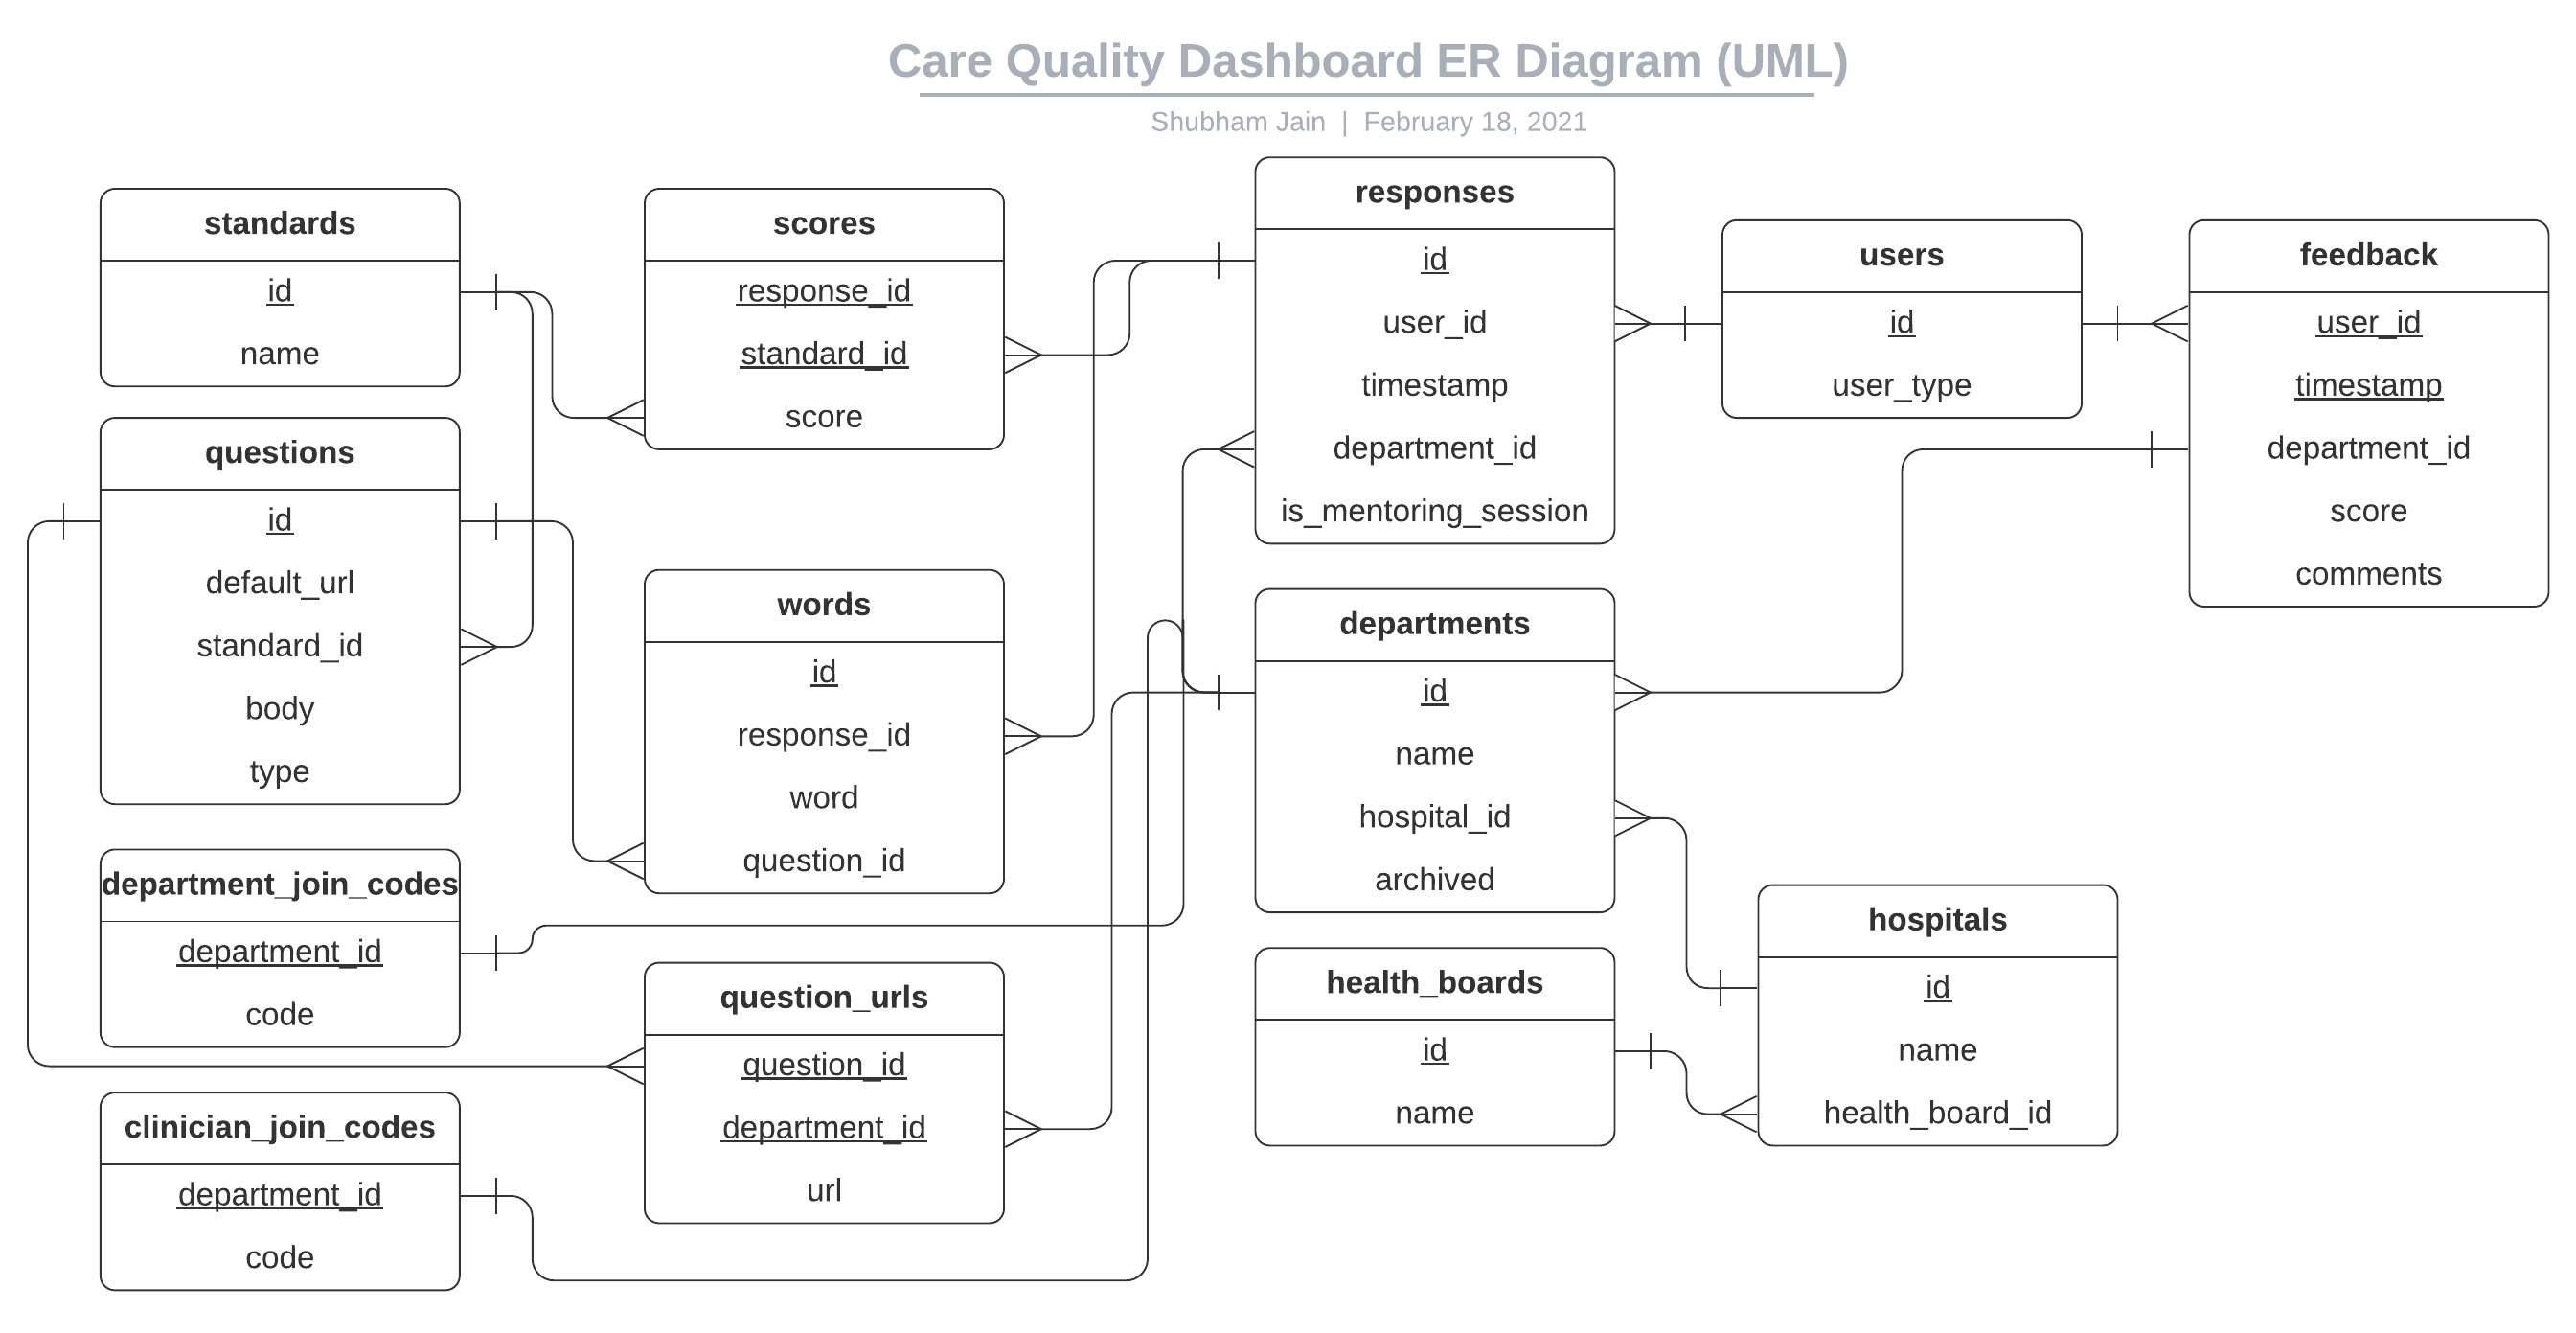 Care Quality Dashboard ER Diagram (UML)
Shubham Jain | February 18, 2021
standards
id
name
questions
id
default_url
standard_id
body
type
department_join_codes
department_id
code
clinician_join_codes
department_id
code
scores
response_id
standard_id
score
words
id
response_id
word
question_id
question_urls
question_id
department_id
url
responses
id
user_id
timestamp
department_id
is_mentoring_session
departments
id
name
hospital_id
archived
health_boards
id
name
users
id
user_type
hospitals
id
name
health_board_id
feedback
user_id
timestamp
department_id
score
comments